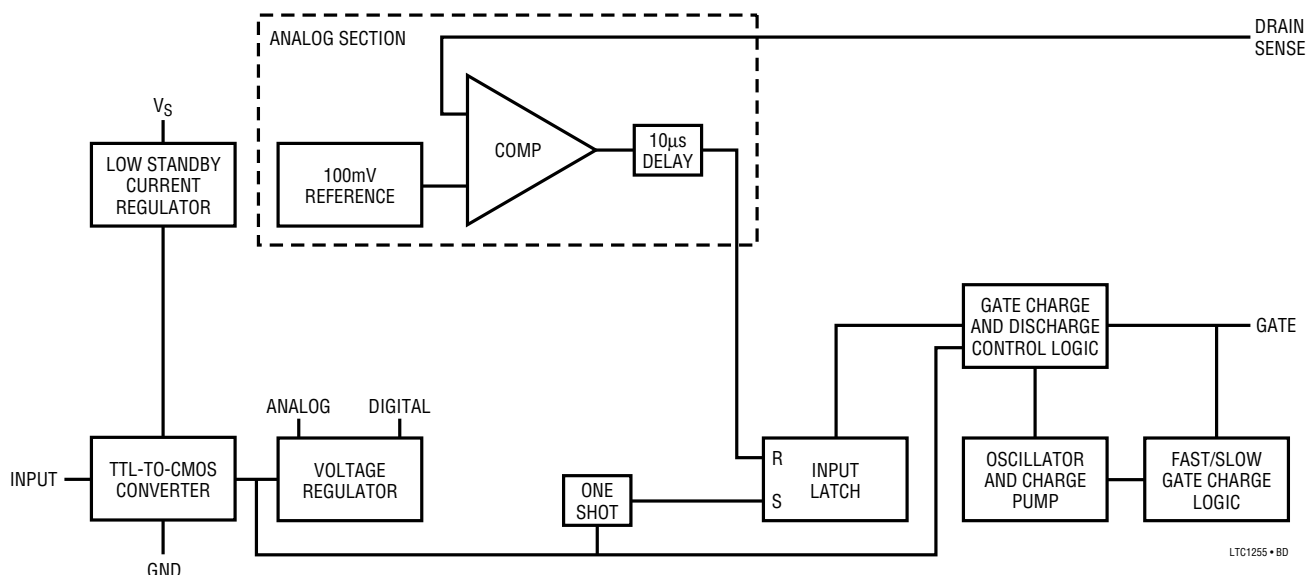 ANALOG SECTION
DRAIN
SENSE
VS
LOW STANDBY
CURRENT
REGULATOR
100mV
REFERENCE
COMP
10µs
DELAY
GATE CHARGE
AND DISCHARGE
CONTROL LOGIC
GATE
ANALOG
DIGITAL
INPUT
TTL-TO-CMOS
CONVERTER
VOLTAGE
REGULATOR
ONE
SHOT
R
S
INPUT
LATCH
OSCILLATOR
AND CHARGE
PUMP
FAST/SLOW
GATE CHARGE
LOGIC
GND
LTC1255 • BD